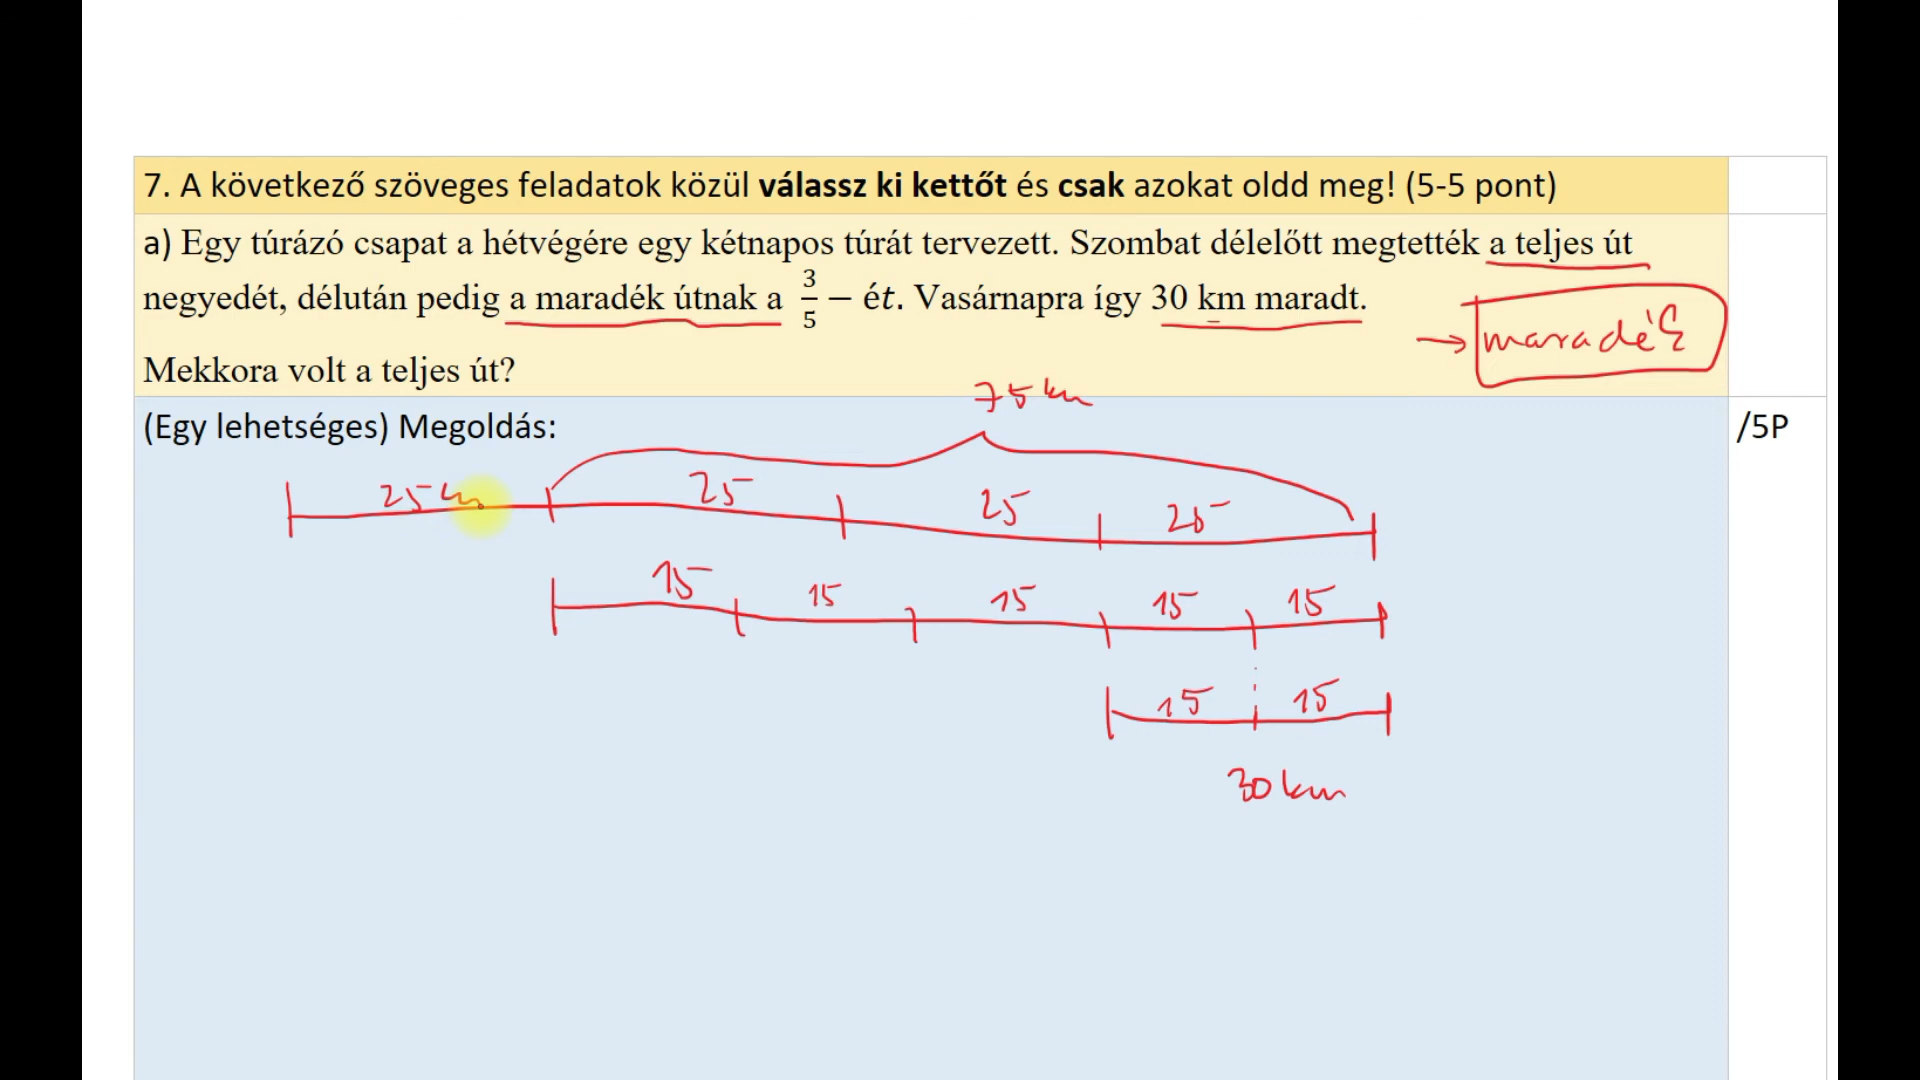 7. A következő szöveges feladatok közül válassz ki kettőt és csak azokat oldd meg! (5-5 pont)
a) Egy túrázó csapat a hétvégére egy kétnapos túrát tervezett. Szombat délelőtt megtették a teljes út
negyedét, délután pedig a maradék útnak a 3/5 − ét. Vasárnapra így 30 km maradt.
→ maradék
Mekkora volt a teljes út?
75 km
(Egy lehetséges) Megoldás:
/5P
25 km 25 25 25
15 15 15 15 15
15 15
30 km